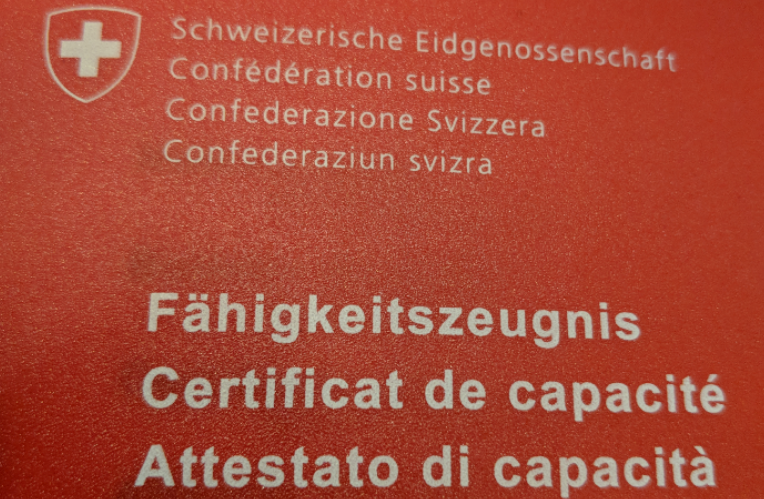 Schweizerische Eidgenossenschaft
Confédération suisse
Confederazione Svizzera
Confederaziun svizra
Fähigkeitszeugnis
Certificat de capacité
Attestato di capacità